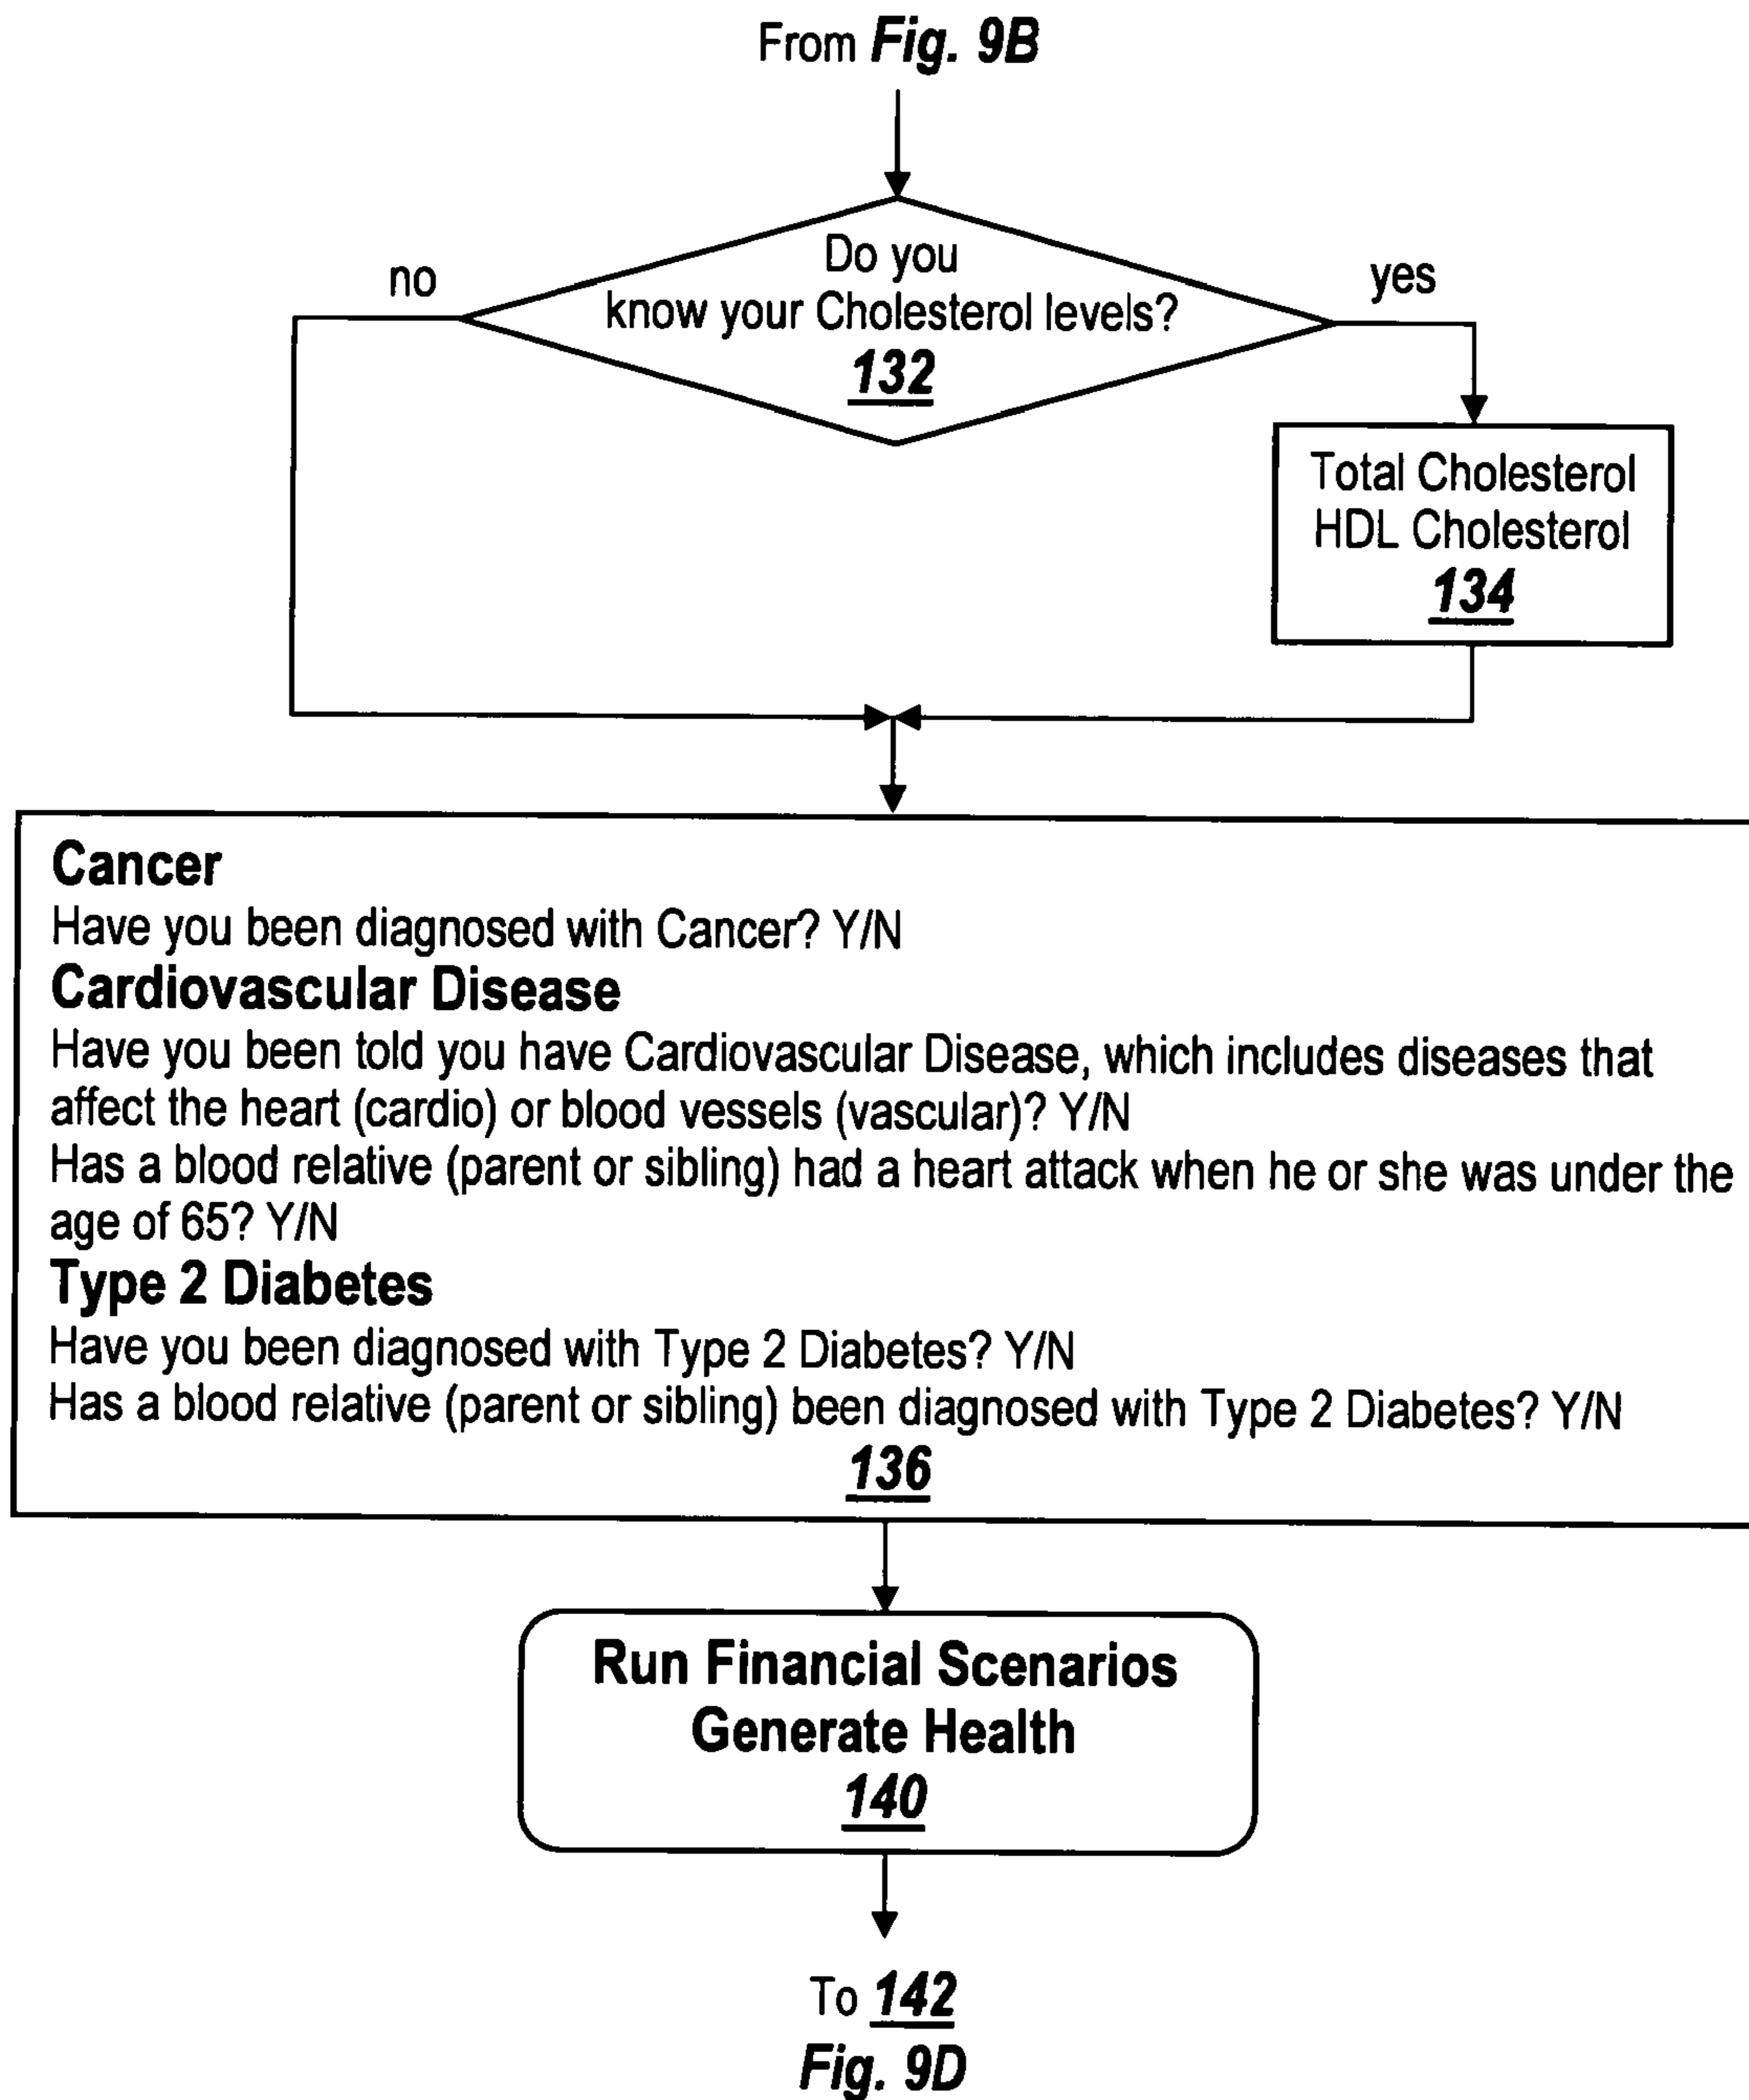 From Fig. 9B
Do you
know your Cholesterol levels?
132
no
yes
Total Cholesterol
HDL Cholesterol
134
Cancer
Have you been diagnosed with Cancer? Y/N
Cardiovascular Disease
Have you been told you have Cardiovascular Disease, which includes diseases that
affect the heart (cardio) or blood vessels (vascular)? Y/N
Has a blood relative (parent or sibling) had a heart attack when he or she was under the
age of 65? Y/N
Type 2 Diabetes
Have you been diagnosed with Type 2 Diabetes? Y/N
Has a blood relative (parent or sibling) been diagnosed with Type 2 Diabetes? Y/N
136
Run Financial Scenarios
Generate Health
140
To 142
Fig. 9D